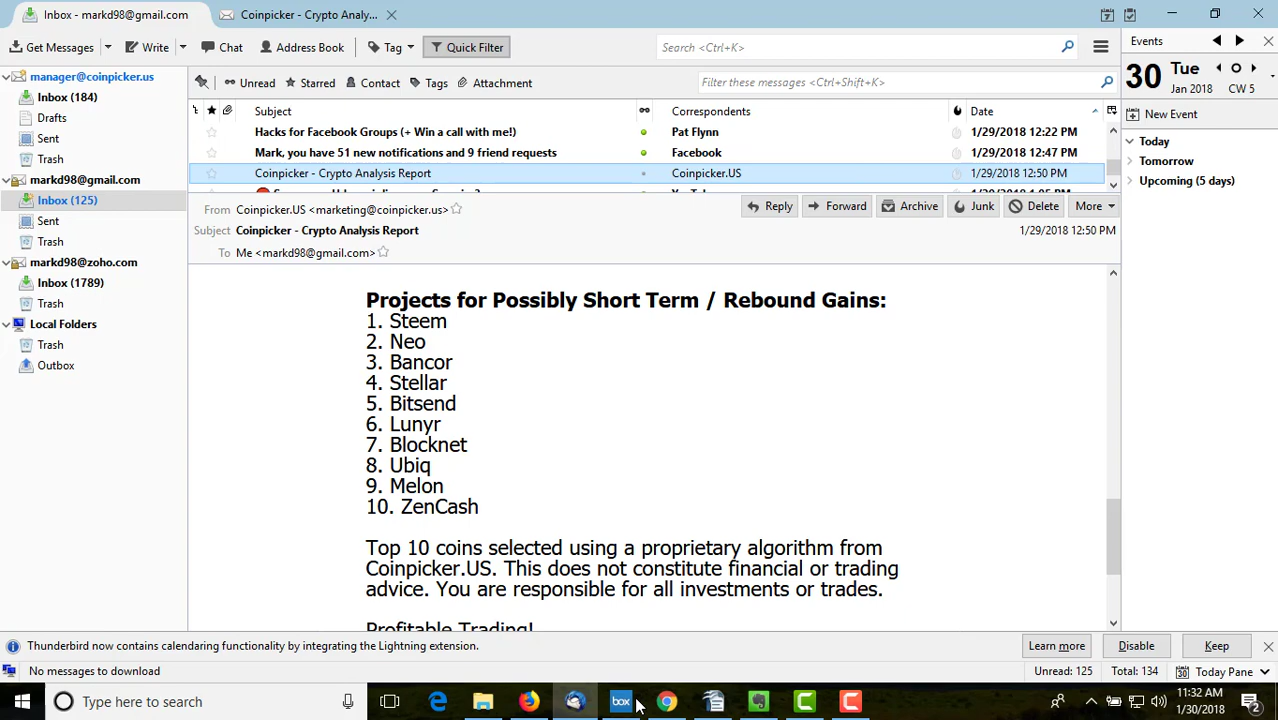 Inbox - markd98@gmail.com
Coinpicker - Crypto Analy...
Get Messages
Write
Chat
Address Book
Tag
Quick Filter
Search <Ctrl+K>
Events
30
Tue
Jan 2018
CW 5
New Event
Today
Tomorrow
Upcoming (5 days)
manager@coinpicker.us
Inbox (184)
Drafts
Sent
Trash
markd98@gmail.com
Inbox (125)
Sent
Trash
markd98@zoho.com
Inbox (1789)
Trash
Local Folders
Trash
Outbox
Unread
Starred
Contact
Tags
Attachment
Filter these messages <Ctrl+Shift+K>
Subject
Correspondents
Date
Hacks for Facebook Groups (+ Win a call with me!)
Pat Flynn
1/29/2018 12:22 PM
Mark, you have 51 new notifications and 9 friend requests
Facebook
1/29/2018 12:47 PM
Coinpicker - Crypto Analysis Report
Coinpicker.US
1/29/2018 12:50 PM
From Coinpicker.US <marketing@coinpicker.us>
Reply
Forward
Archive
Junk
Delete
More
Subject Coinpicker - Crypto Analysis Report
1/29/2018 12:50 PM
To Me <markd98@gmail.com>
Projects for Possibly Short Term / Rebound Gains:
1. Steem
2. Neo
3. Bancor
4. Stellar
5. Bitsend
6. Lunyr
7. Blocknet
8. Ubiq
9. Melon
10. ZenCash
Top 10 coins selected using a proprietary algorithm from
Coinpicker.US. This does not constitute financial or trading
advice. You are responsible for all investments or trades.
Profitable Trading!
Thunderbird now contains calendaring functionality by integrating the Lightning extension.
Learn more
Disable
Keep
No messages to download
Unread: 125
Total: 134
Today Pane
Type here to search
box
11:32 AM
1/30/2018
2